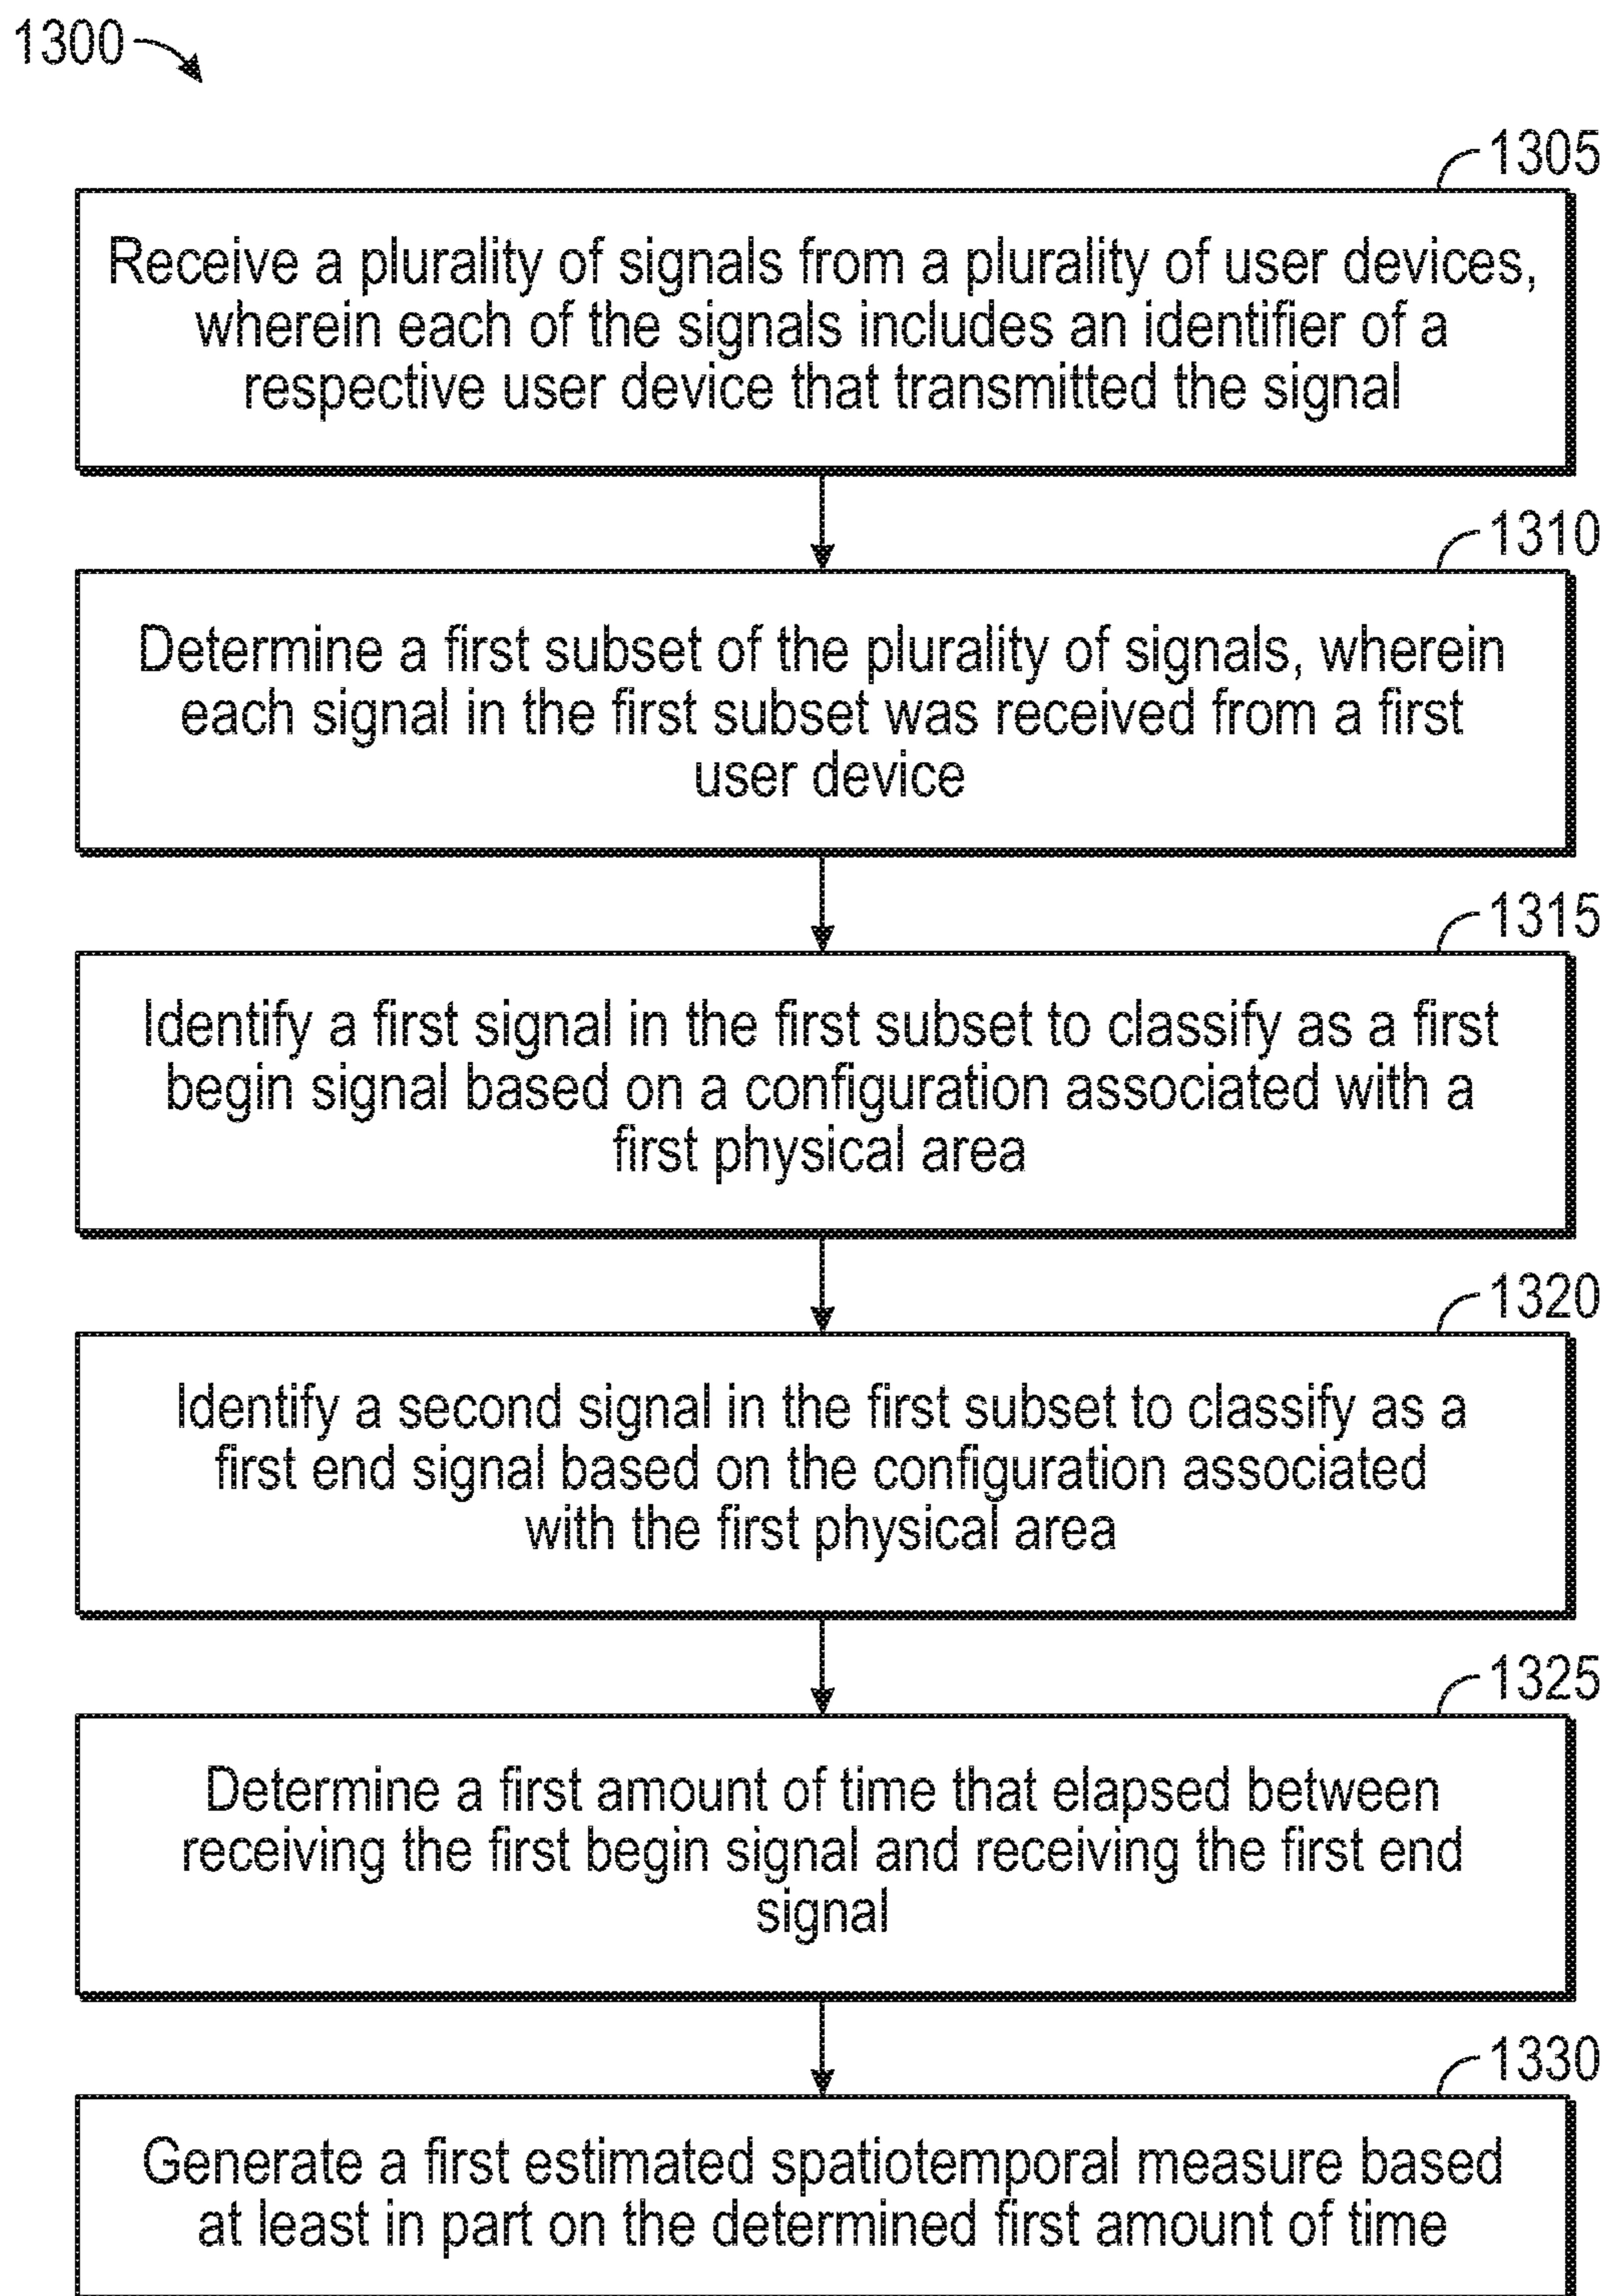 1300
1305
Receive a plurality of signals from a plurality of user devices,
wherein each of the signals includes an identifier of a
respective user device that transmitted the signal
1310
Determine a first subset of the plurality of signals, wherein
each signal in the first subset was received from a first
user device
1315
Identify a first signal in the first subset to classify as a first
begin signal based on a configuration associated with a
first physical area
1320
Identify a second signal in the first subset to classify as a
first end signal based on the configuration associated
with the first physical area
1325
Determine a first amount of time that elapsed between
receiving the first begin signal and receiving the first end
signal
1330
Generate a first estimated spatiotemporal measure based
at least in part on the determined first amount of time